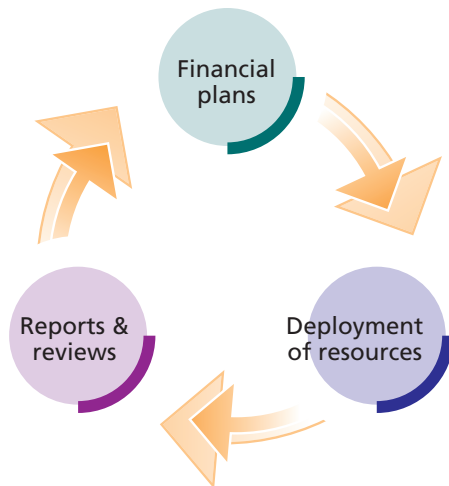 Financial
plans
Deployment
of resources
Reports &
reviews